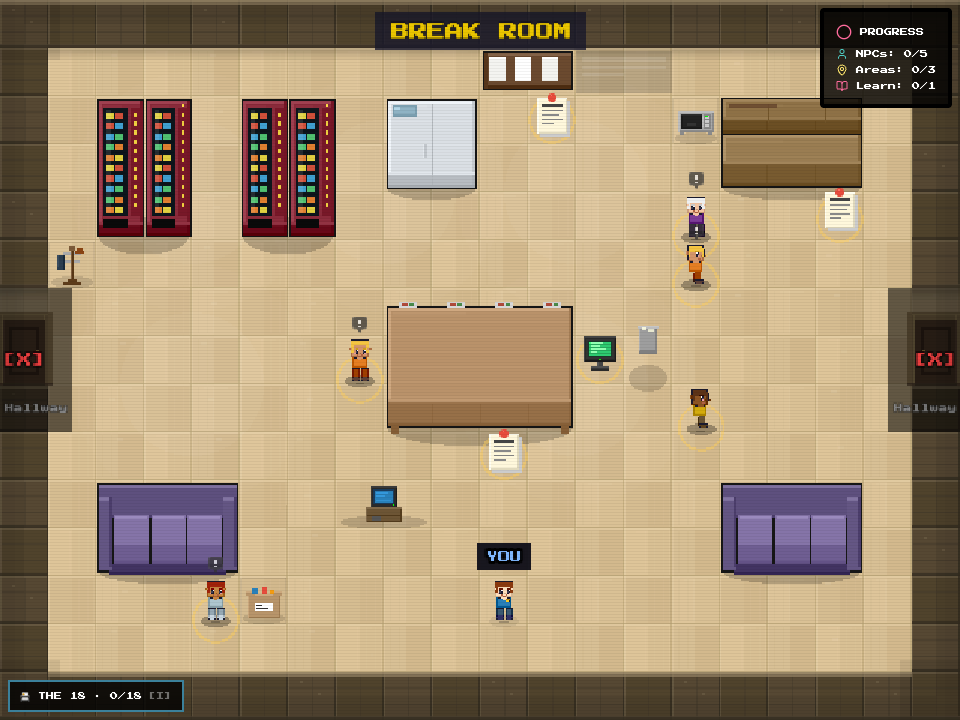 BREAK ROOM
PROGRESS
NPCs: 0/5
Areas: 0/3
Learn: 0/1
[X]
Hallway
[X]
Hallway
YOU
THE 18 · 0/18 [I]